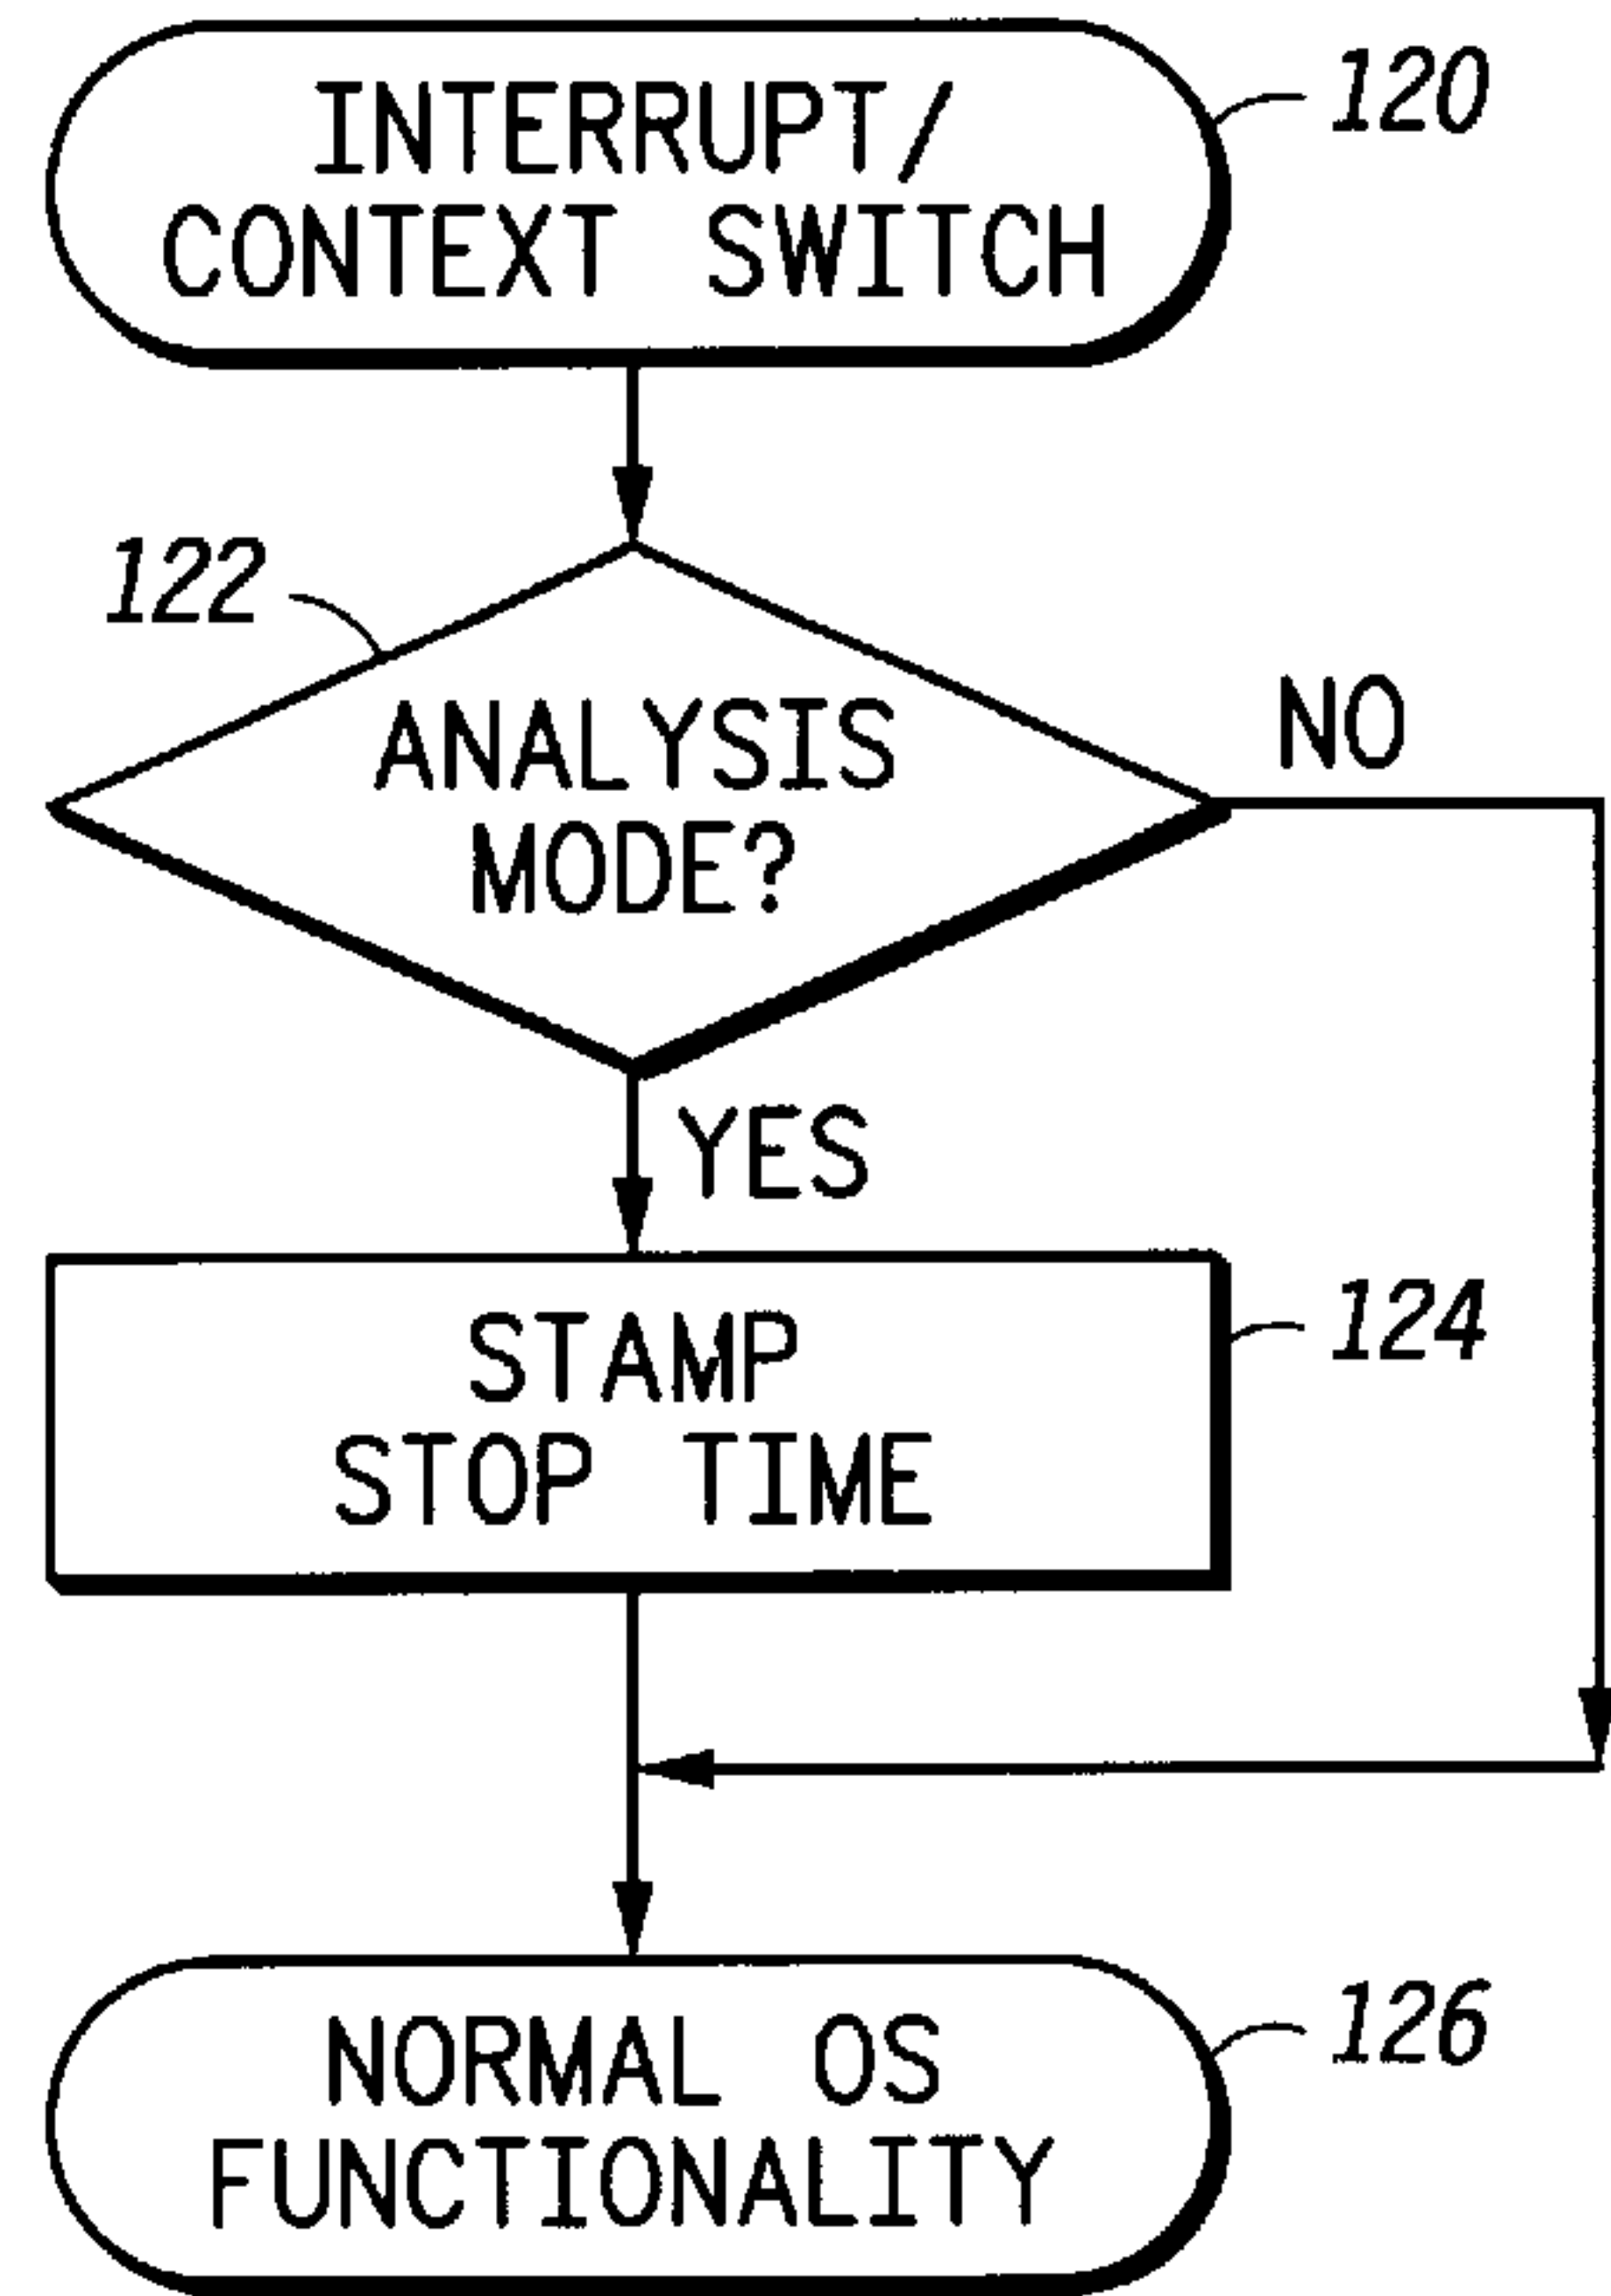 INTERRUPT/
CONTEXT SWITCH
120
122
ANALYSIS
MODE?
NO
YES
STAMP
STOP TIME
124
NORMAL OS
FUNCTIONALITY
126